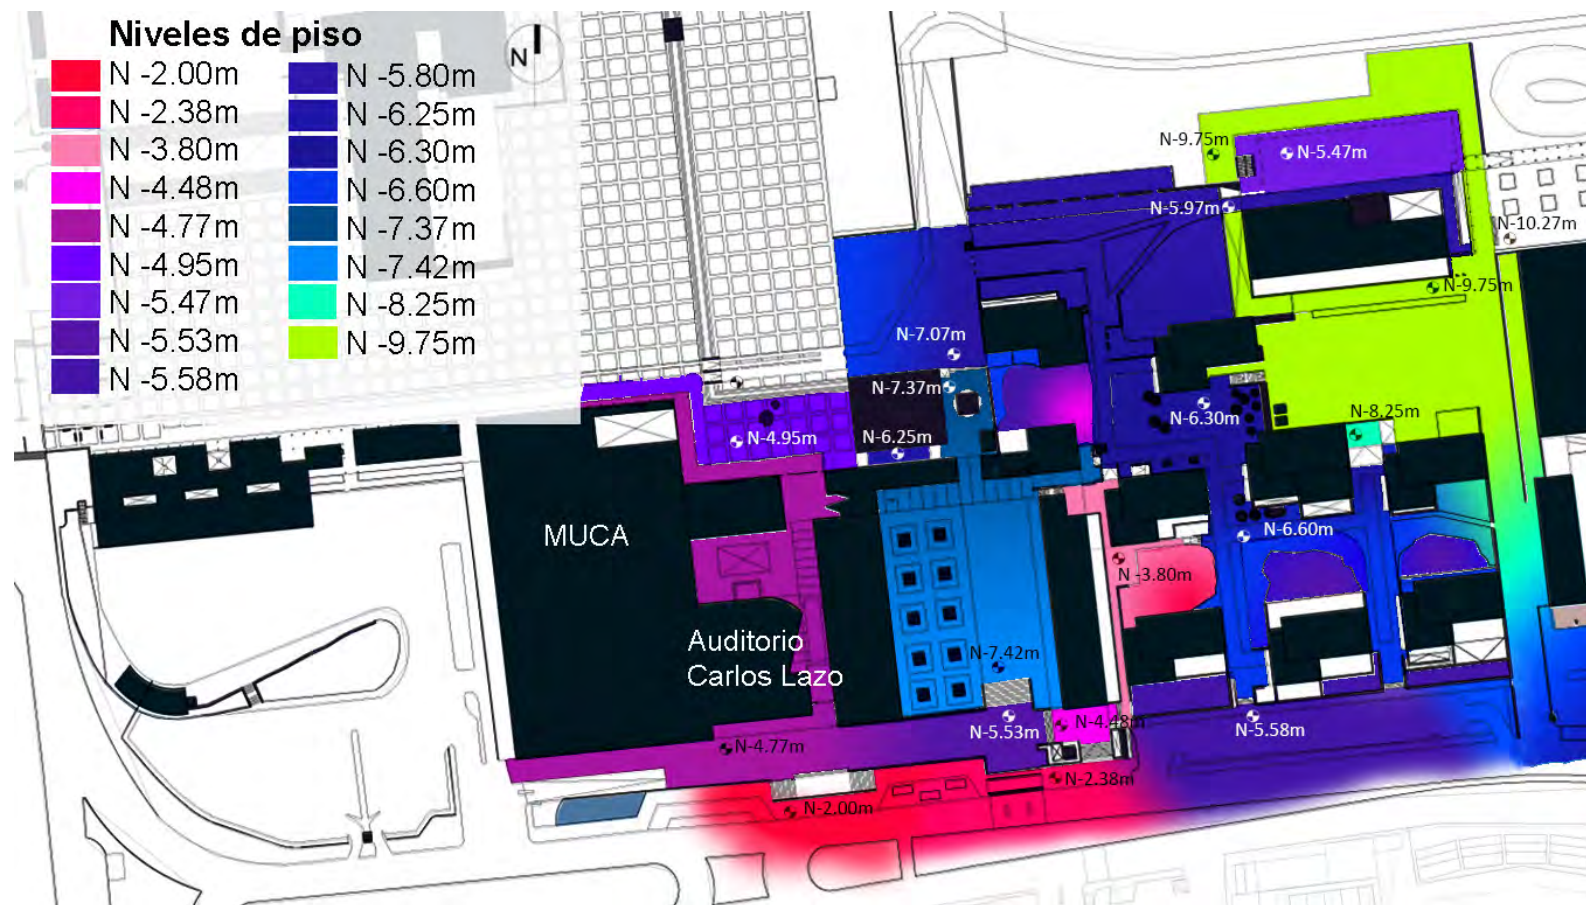 Niveles de piso
N
N -2.00m
N -2.38m
N -3.80m
N -4.48m
N -4.77m
N -4.95m
N -5.47m
N -5.53m
N -5.58m
N -5.80m
N -6.25m
N -6.30m
N -6.60m
N -7.37m
N -7.42m
N -8.25m
N -9.75m
N-9.75m
N-5.47m
N-5.97m
N-10.27m
N-9.75m
N-7.07m
N-7.37m
N-6.30m
N-8.25m
N-4.95m
N-6.25m
MUCA
N-6.60m
N -3.80m
Auditorio
Carlos Lazo
N-7.42m
N-4.77m
N-5.53m
N-4.48m
N-5.58m
N-2.38m
N-2.00m